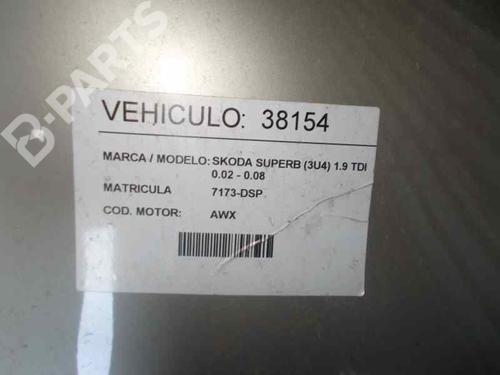 B-PARTS
VEHICULO: 38154
MARCA / MODELO: SKODA SUPERB (3U4) 1.9 TDI
0.02 - 0.08
MATRICULA 7173-DSP
COD. MOTOR: AWX